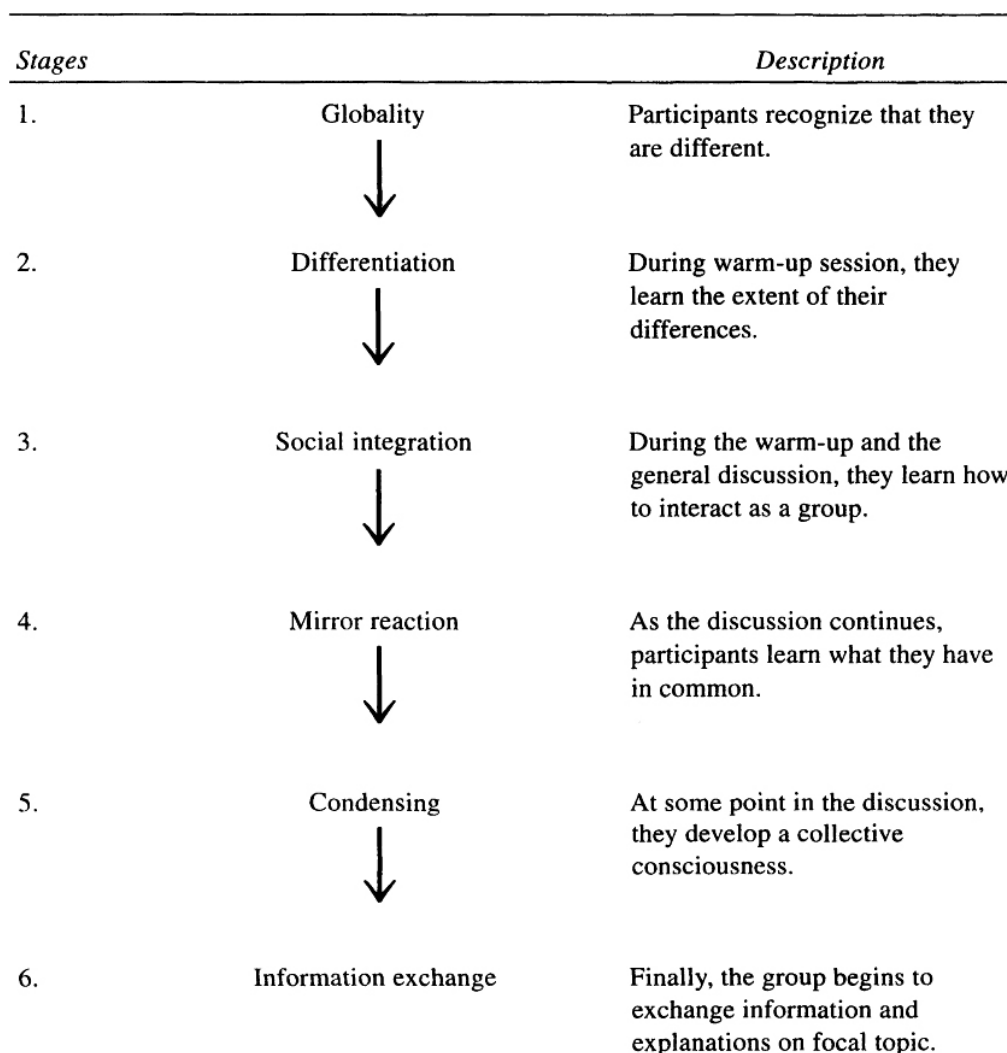 Stages Description
1. Globality Participants recognize that they
are different.
2. Differentiation During warm-up session, they
learn the extent of their
differences.
3. Social integration During the warm-up and the
general discussion, they learn how
to interact as a group.
4. Mirror reaction As the discussion continues,
participants learn what they have
in common.
5. Condensing At some point in the discussion,
they develop a collective
consciousness.
6. Information exchange Finally, the group begins to
exchange information and
explanations on focal topic.